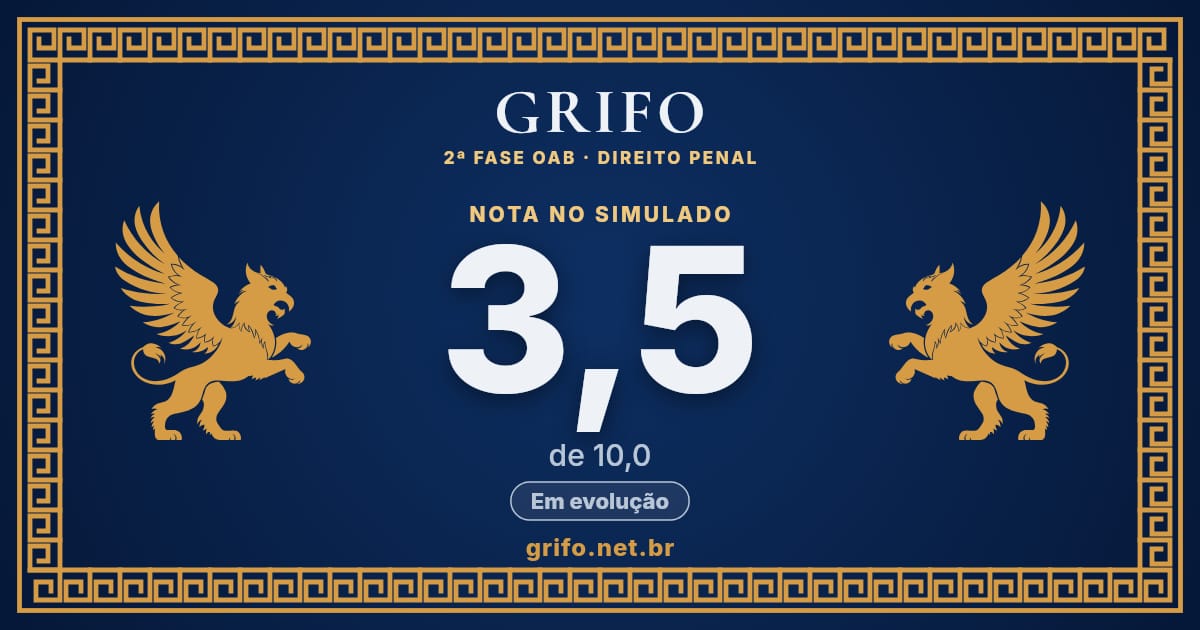 GRIFO
2ª FASE OAB · DIREITO PENAL
NOTA NO SIMULADO
3,5
de 10,0
Em evolução
grifo.net.br